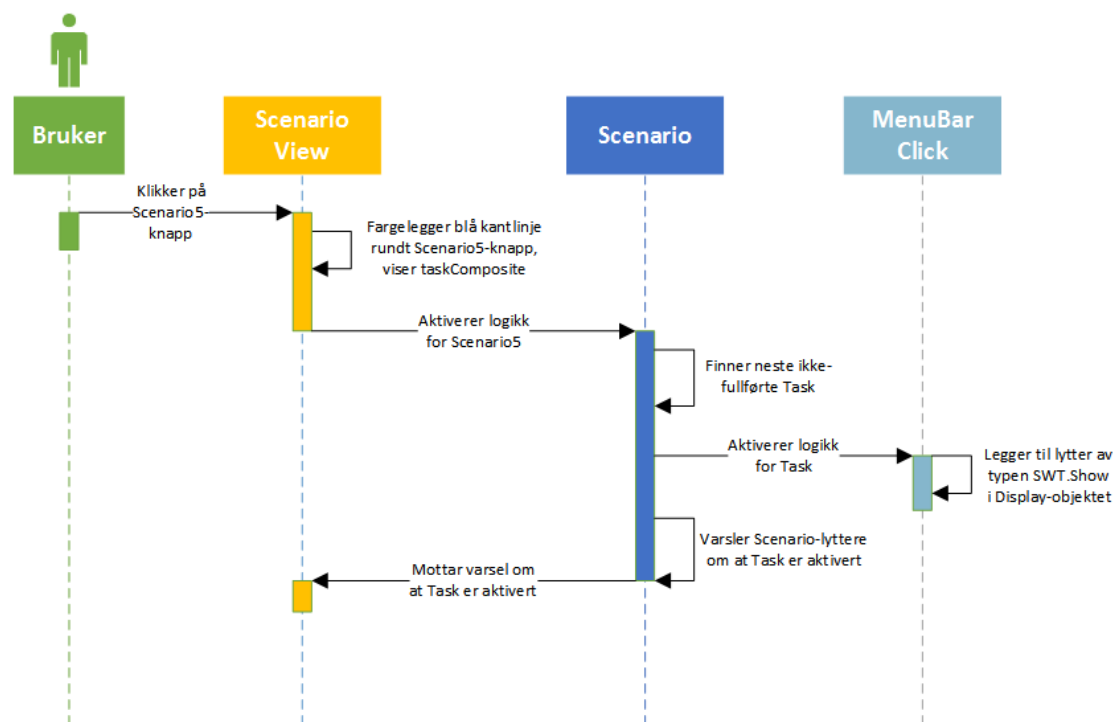 Bruker
Scenario
View
Scenario
MenuBar
Click
Klikker på
Scenario5-
knapp
Fargelegger blå kantlinje
rundt Scenario5-knapp,
viser taskComposite
Aktiverer logikk
for Scenario5
Finner neste ikke-
fullførte Task
Aktiverer logikk
for Task
Legger til lytter av
typen SWT.Show
i Display-objektet
Varsler Scenario-lyttere
om at Task er aktivert
Mottar varsel om
at Task er aktivert